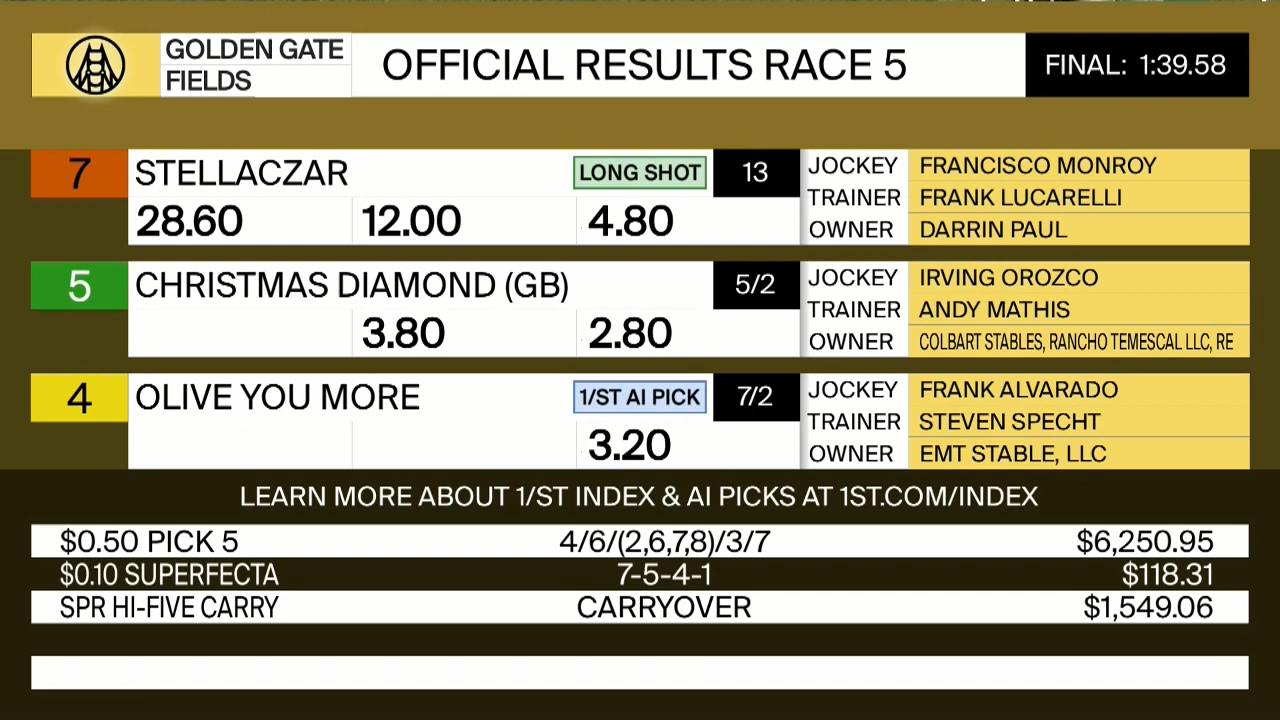 GOLDEN GATE
FIELDS
OFFICIAL RESULTS RACE 5
FINAL: 1:39.58
7 STELLACZAR LONG SHOT 13
28.60 12.00 4.80
JOCKEY FRANCISCO MONROY
TRAINER FRANK LUCARELLI
OWNER DARRIN PAUL
5 CHRISTMAS DIAMOND (GB) 5/2
3.80 2.80
JOCKEY IRVING OROZCO
TRAINER ANDY MATHIS
OWNER COLBART STABLES, RANCHO TEMESCAL LLC, RE
4 OLIVE YOU MORE 1/ST AI PICK 7/2
3.20
JOCKEY FRANK ALVARADO
TRAINER STEVEN SPECHT
OWNER EMT STABLE, LLC
LEARN MORE ABOUT 1/ST INDEX & AI PICKS AT 1ST.COM/INDEX
$0.50 PICK 5 4/6/(2,6,7,8)/3/7 $6,250.95
$0.10 SUPERFECTA 7-5-4-1 $118.31
SPR HI-FIVE CARRY CARRYOVER $1,549.06